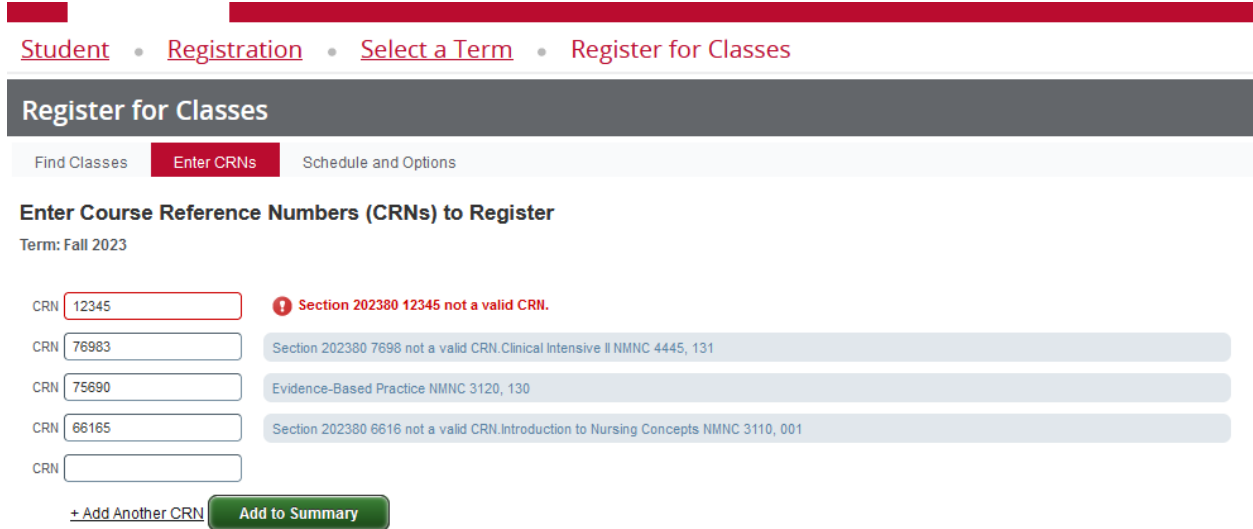 Student • Registration • Select a Term • Register for Classes
Register for Classes
Find Classes Enter CRNs Schedule and Options
Enter Course Reference Numbers (CRNs) to Register
Term: Fall 2023
CRN 12345 Section 202380 12345 not a valid CRN.
CRN 76983 Section 202380 7698 not a valid CRN.Clinical Intensive II NMNC 4445, 131
CRN 75690 Evidence-Based Practice NMNC 3120, 130
CRN 66165 Section 202380 6616 not a valid CRN.Introduction to Nursing Concepts NMNC 3110, 001
CRN
+ Add Another CRN Add to Summary